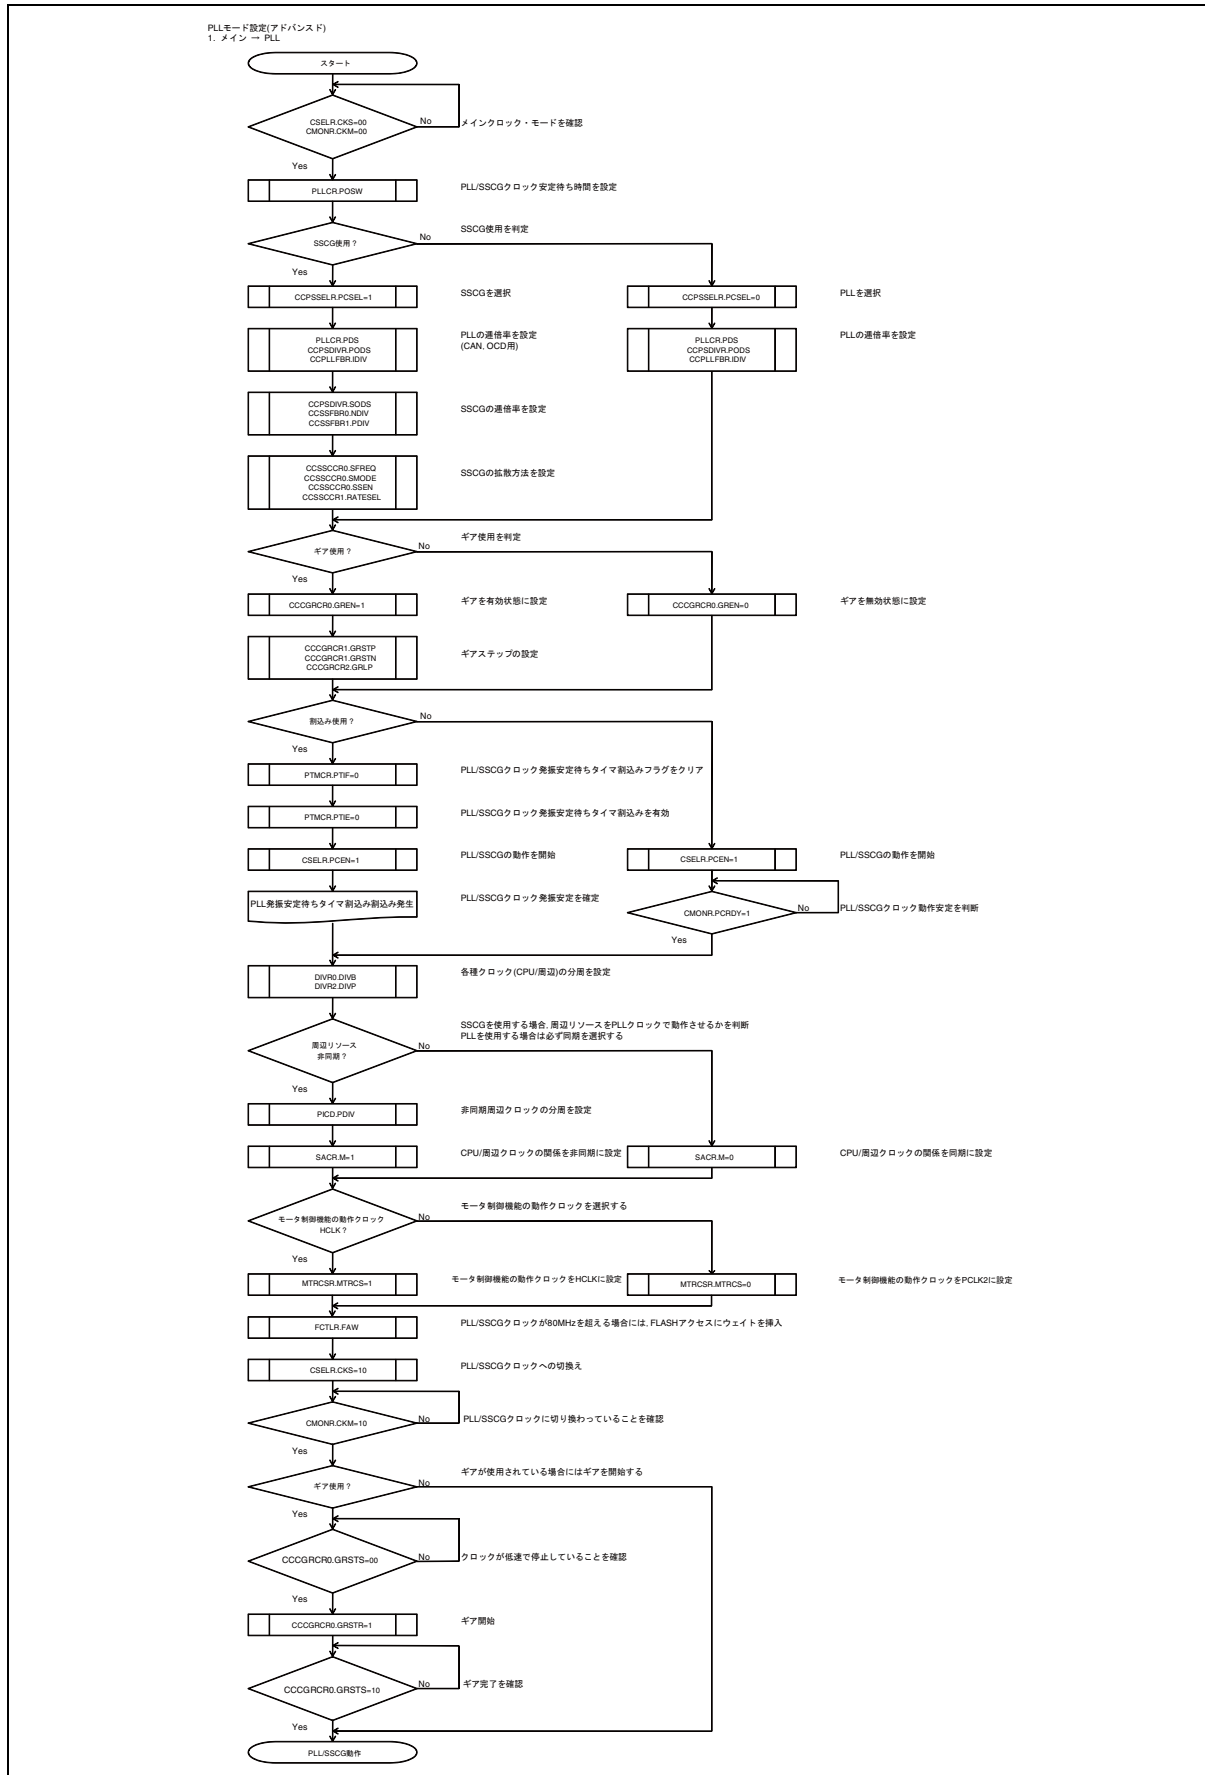 PLLモード設定(アドバンスド)
1. メイン → PLL
スタート
CSELR.CKS=00
CMONR.CKM=00
No
メインクロック・モードを確認
Yes
PLLCR.POSW
PLL/SSCGクロック安定待ち時間を設定
SSCG使用?
No
SSCG使用を判定
Yes
CCPSSELR.PCSEL=1
SSCGを選択
CCPSSELR.PCSEL=0
PLLを選択
PLLCR.PDS
CCPSDIVR.PODS
CCPLLFBR.IDIV
PLLの逓倍率を設定
(CAN, OCD用)
PLLCR.PDS
CCPSDIVR.PODS
CCPLLFBR.IDIV
PLLの逓倍率を設定
CCPSDIVR.SODS
CCSSFBR0.NDIV
CCSSFBR1.PDIV
SSCGの逓倍率を設定
CCSSCCR0.SFREQ
CCSSCCR0.SMODE
CCSSCCR0.SSEN
CCSSCCR1.RATESEL
SSCGの拡散方法を設定
ギア使用?
No
ギア使用を判定
Yes
CCCGRCR0.GREN=1
ギアを有効状態に設定
CCCGRCR0.GREN=0
ギアを無効状態に設定
CCCGRCR1.GRSTP
CCCGRCR1.GRSTN
CCCGRCR2.GRLP
ギアステップの設定
割込み使用?
No
Yes
PTMCR.PTIF=0
PLL/SSCGクロック発振安定待ちタイマ割込みフラグをクリア
PTMCR.PTIE=0
PLL/SSCGクロック発振安定待ちタイマ割込みを有効
CSELR.PCEN=1
PLL/SSCGの動作を開始
CSELR.PCEN=1
PLL/SSCGの動作を開始
PLL発振安定待ちタイマ割込み割込み発生
PLL/SSCGクロック発振安定を確定
CMONR.PCRDY=1
No
PLL/SSCGクロック動作安定を判断
Yes
DIVR0.DIVB
DIVR2.DIVP
各種クロック(CPU/周辺)の分周を設定
周辺リソース
非同期?
No
SSCGを使用する場合, 周辺リソースをPLLクロックで動作させるかを判断
PLLを使用する場合は必ず同期を選択する
Yes
PICD.PDIV
非同期周辺クロックの分周を設定
SACR.M=1
CPU/周辺クロックの関係を非同期に設定
SACR.M=0
CPU/周辺クロックの関係を同期に設定
モータ制御機能の動作クロック
HCLK?
No
モータ制御機能の動作クロックを選択する
Yes
MTRCSR.MTRCS=1
モータ制御機能の動作クロックをHCLKに設定
MTRCSR.MTRCS=0
モータ制御機能の動作クロックをPCLK2に設定
FCTLR.FAW
PLL/SSCGクロックが80MHzを超える場合には, FLASHアクセスにウェイトを挿入
CSELR.CKS=10
PLL/SSCGクロックへの切換え
CMONR.CKM=10
No
PLL/SSCGクロックに切り換わっていることを確認
Yes
ギア使用?
No
ギアが使用されている場合にはギアを開始する
Yes
CCCGRCR0.GRSTS=00
No
クロックが低速で停止していることを確認
Yes
CCCGRCR0.GRSTR=1
ギア開始
CCCGRCR0.GRSTS=10
No
ギア完了を確認
Yes
PLL/SSCG動作